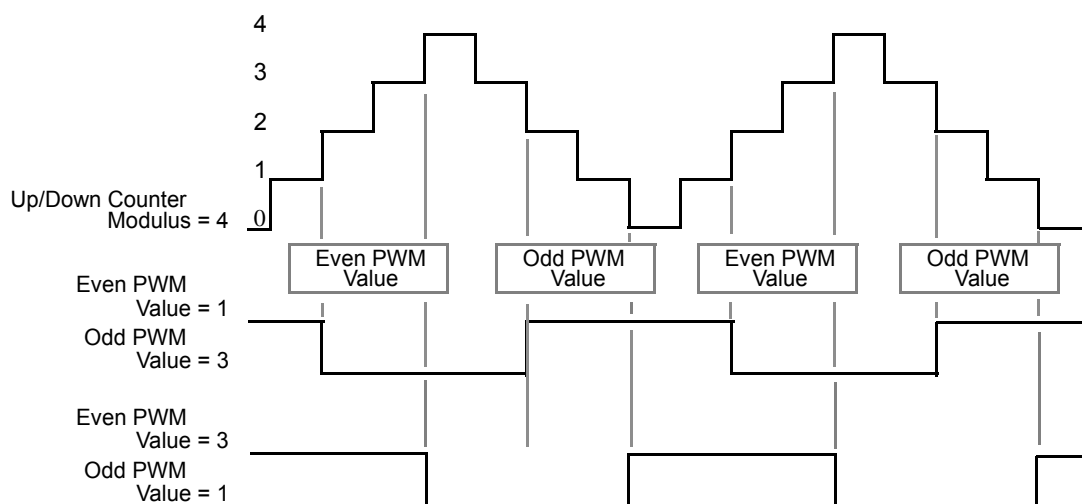 4
3
2
1
Up/Down Counter
Modulus = 4
0
Even PWM
Value
Odd PWM
Value
Even PWM
Value
Odd PWM
Value
Even PWM
Value = 1
Odd PWM
Value = 3
Even PWM
Value = 3
Odd PWM
Value = 1